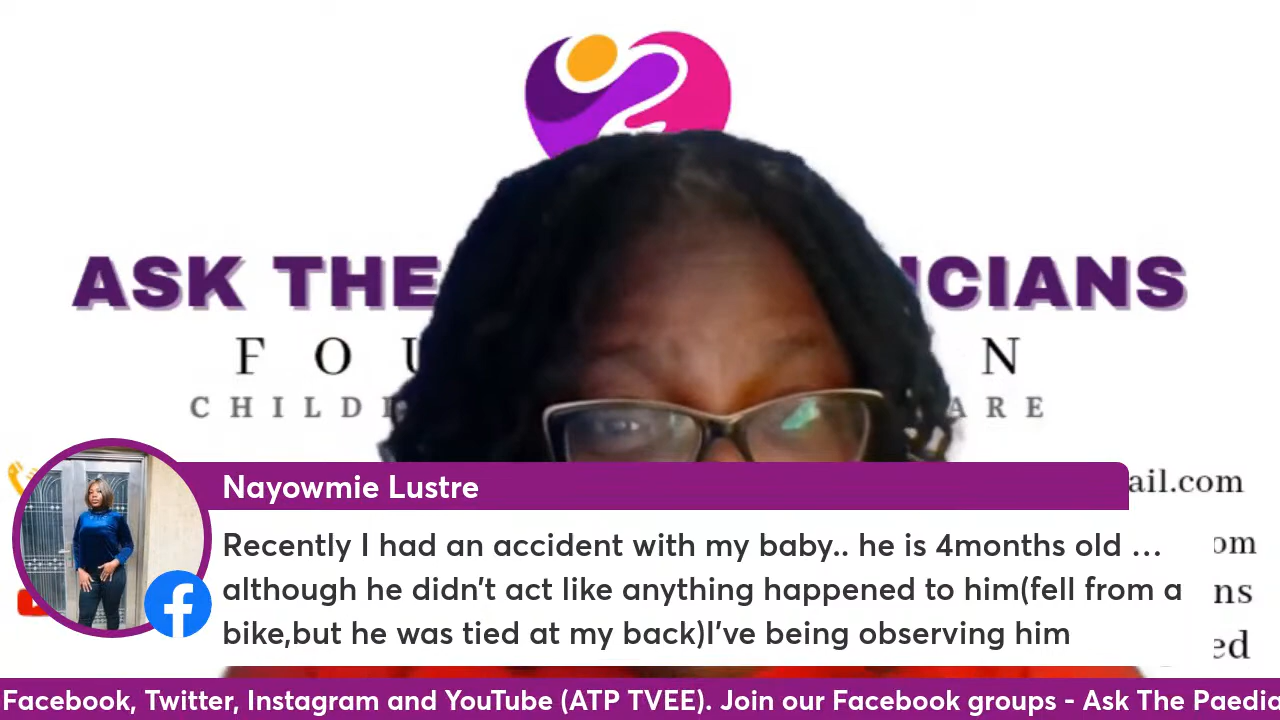 ASK THE ICIANS
F O U N
CHILD ARE
ail.com
Nayowmie Lustre
Recently I had an accident with my baby.. he is 4months old …
although he didn't act like anything happened to him(fell from a
bike,but he was tied at my back)I've being observing him
om
ns
ed
Facebook, Twitter, Instagram and YouTube (ATP TVEE). Join our Facebook groups - Ask The Paedia